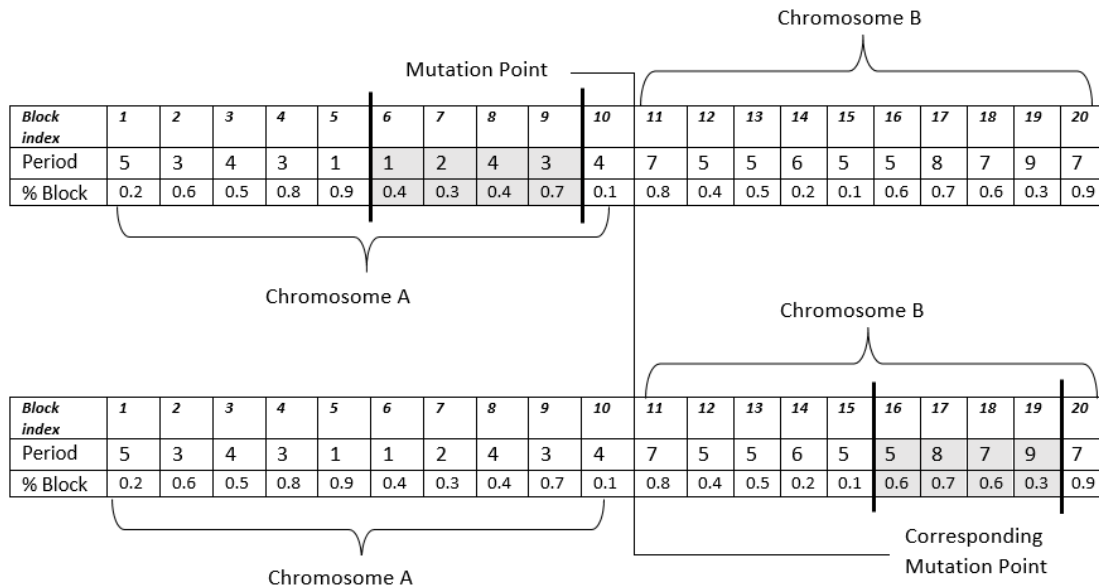 Chromosome B
Mutation Point
Block index 1 2 3 4 5 6 7 8 9 10 11 12 13 14 15 16 17 18 19 20
Period 5 3 4 3 1 1 2 4 3 4 7 5 5 6 5 5 8 7 9 7
% Block 0.2 0.6 0.5 0.8 0.9 0.4 0.3 0.4 0.7 0.1 0.8 0.4 0.5 0.2 0.1 0.6 0.7 0.6 0.3 0.9
Chromosome A
Chromosome B
Block index 1 2 3 4 5 6 7 8 9 10 11 12 13 14 15 16 17 18 19 20
Period 5 3 4 3 1 1 2 4 3 4 7 5 5 6 5 5 8 7 9 7
% Block 0.2 0.6 0.5 0.8 0.9 0.4 0.3 0.4 0.7 0.1 0.8 0.4 0.5 0.2 0.1 0.6 0.7 0.6 0.3 0.9
Corresponding
Mutation Point
Chromosome A